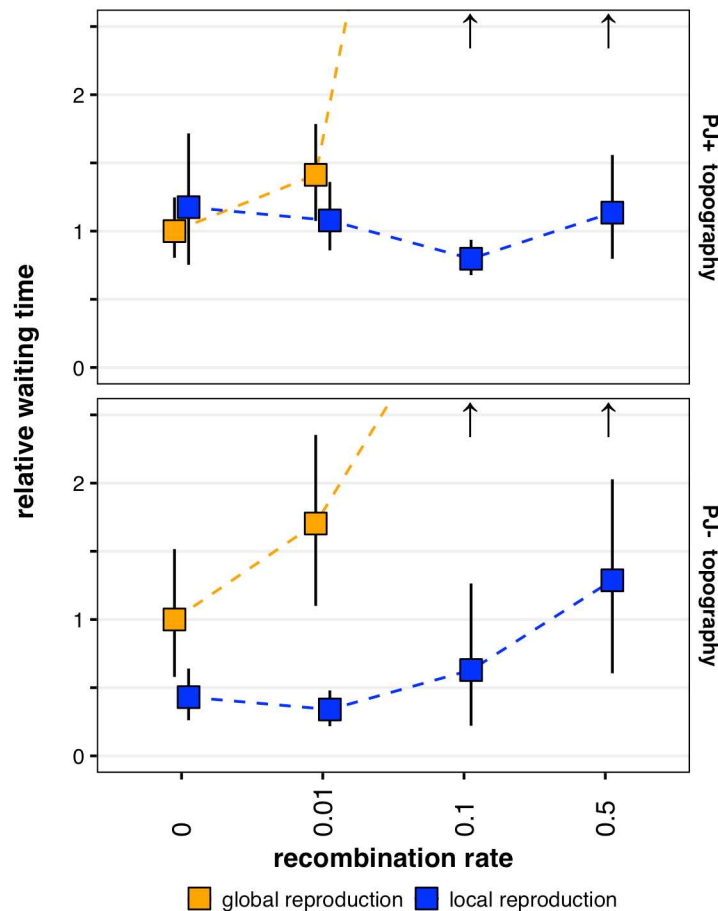 2
1
0
PJ+ topography
relative waiting time
2
1
0
PJ- topography
0
0.01
0.1
0.5
recombination rate
global reproduction
local reproduction